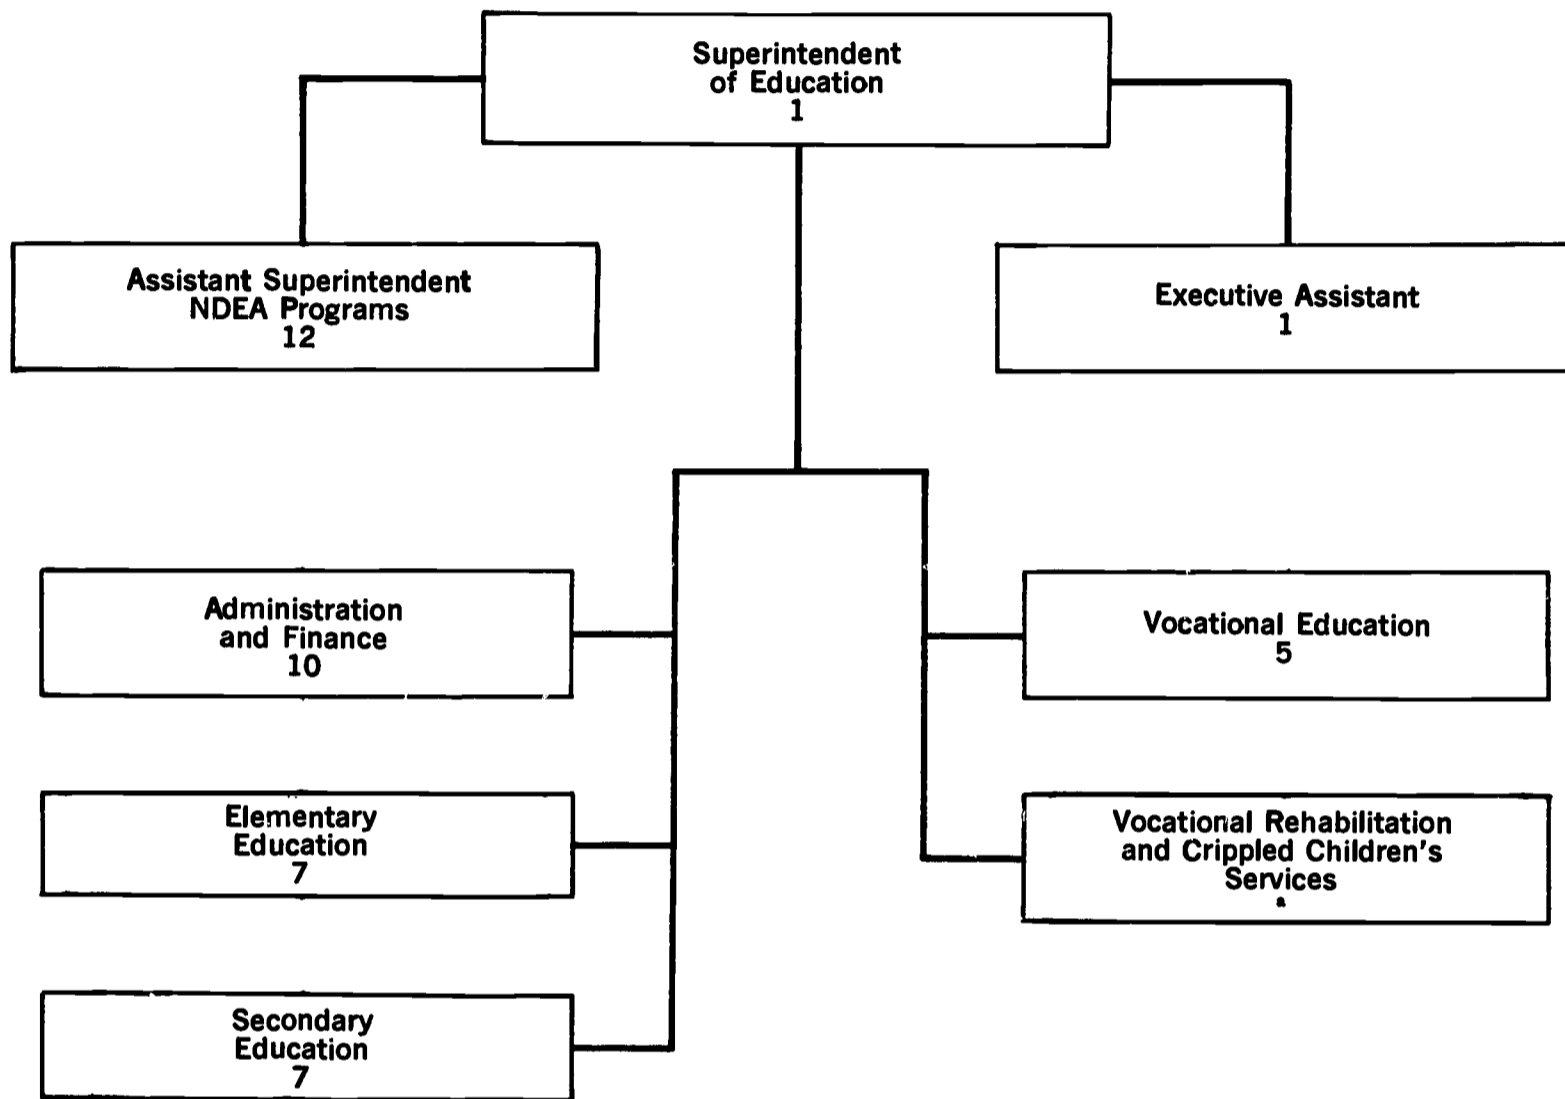 Superintendent
of Education
1
Assistant Superintendent
NDEA Programs
12
Executive Assistant
1
Administration
and Finance
10
Vocational Education
5
Elementary
Education
7
Vocational Rehabilitation
and Crippled Children's
Services
a
Secondary
Education
7